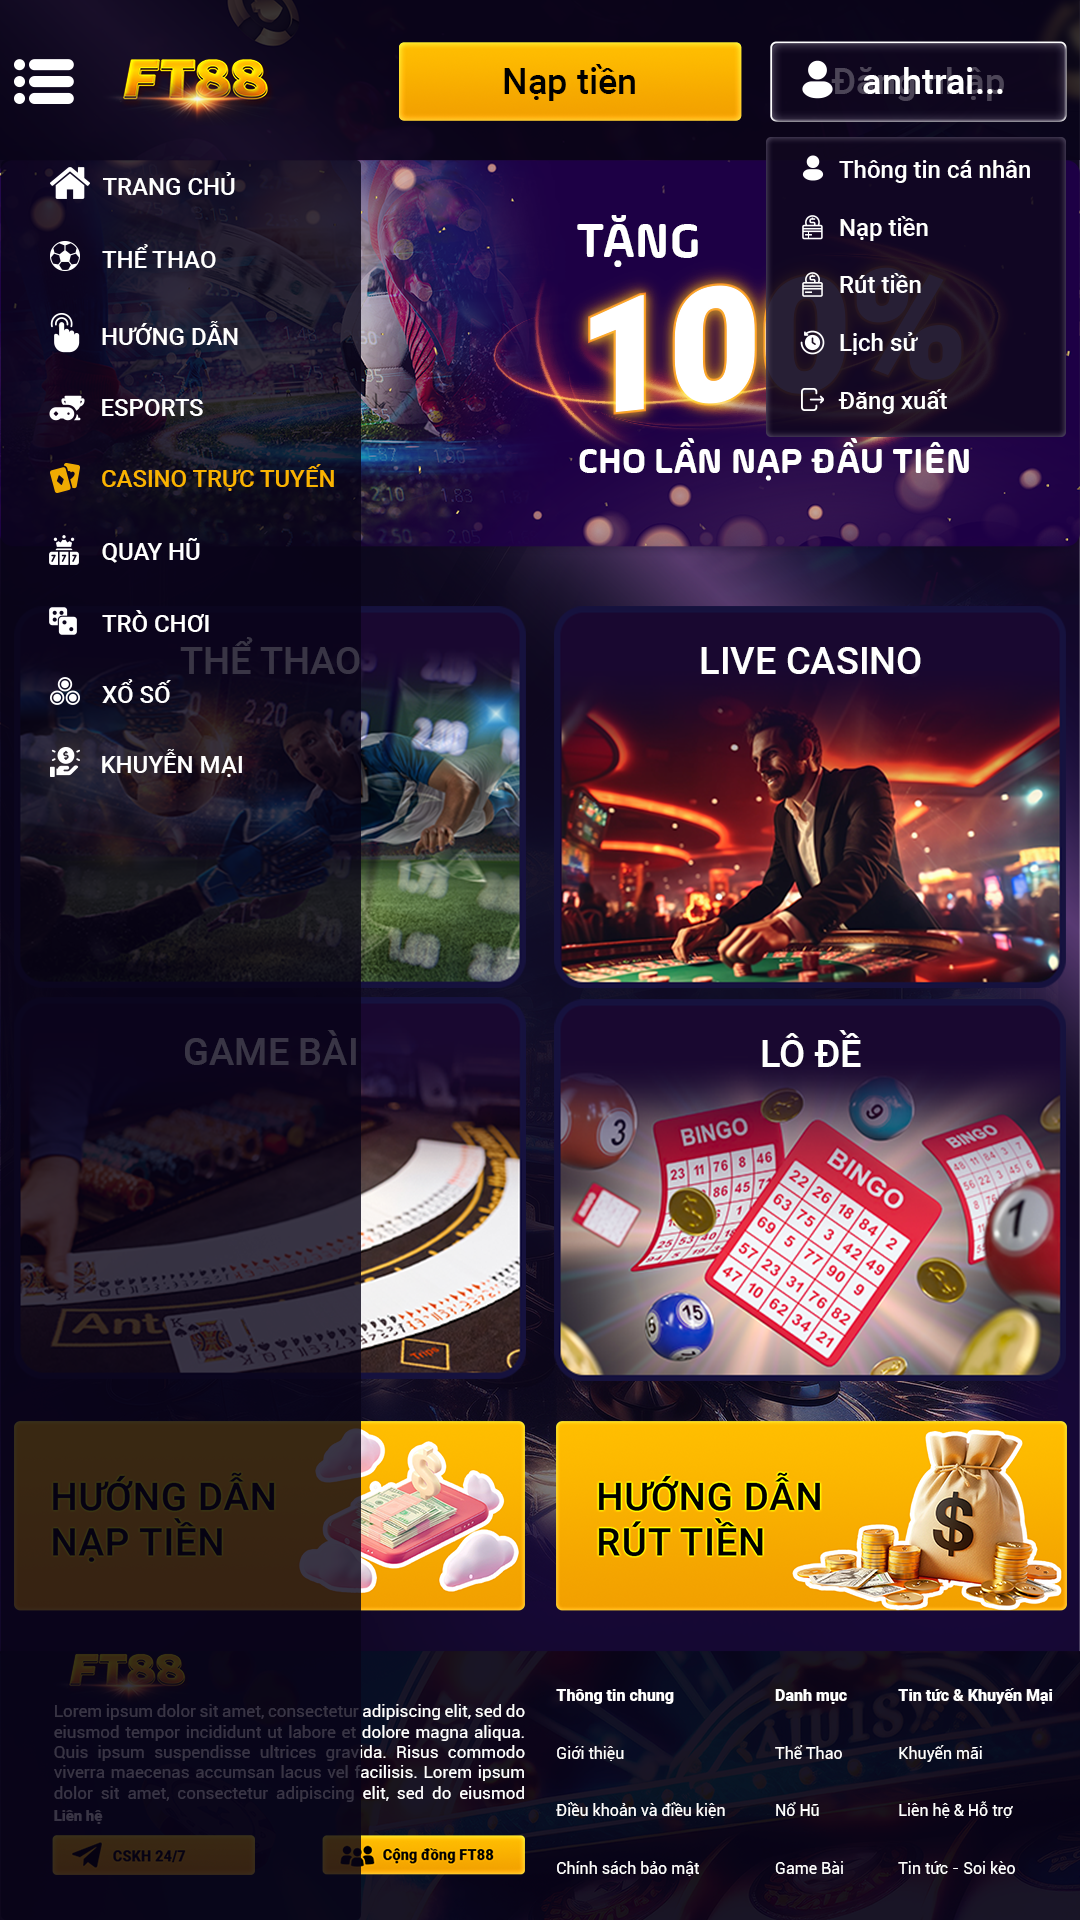 FT88
Nạp tiền
Đăng nhập
anhtrai...
Thông tin cá nhân
Nạp tiền
Rút tiền
Lịch sử
Đăng xuất
TRANG CHỦ
THỂ THAO
HƯỚNG DẪN
ESPORTS
CASINO TRỰC TUYẾN
QUAY HŨ
TRÒ CHƠI
XỔ SỐ
KHUYỄN MẠI
TẶNG
100%
CHO LẦN NẠP ĐẦU TIÊN
THỂ THAO
LIVE CASINO
GAME BÀI
LÔ ĐỀ
BINGO
BINGO
BINGO
HƯỚNG DẪN
NẠP TIỀN
HƯỚNG DẪN
RÚT TIỀN
FT88
Lorem ipsum dolor sit amet, consectetur adipiscing elit, sed do
eiusmod tempor incididunt ut labore et dolore magna aliqua.
Quis ipsum suspendisse ultrices gravida. Risus commodo
viverra maecenas accumsan lacus vel facilisis. Lorem ipsum
dolor sit amet, consectetur adipiscing elit, sed do eiusmod
Liên hệ
CSKH 24/7
Cộng đồng FT88
Thông tin chung
Giới thiệu
Điều khoản và điều kiện
Chính sách bảo mật
Danh mục
Thể Thao
Nổ Hũ
Game Bài
Tin tức & Khuyến Mại
Khuyến mãi
Liên hệ & Hỗ trợ
Tin tức - Soi kèo